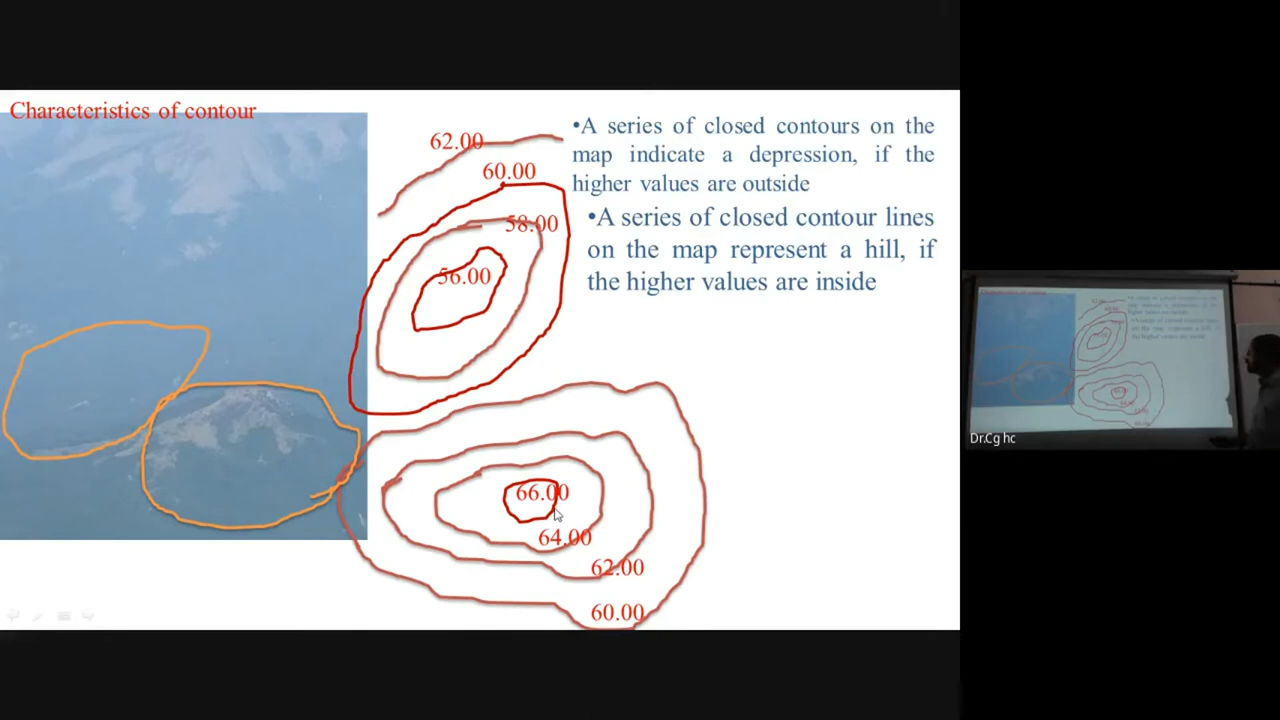 Characteristics of contour
62.00
60.00
58.00
56.00
•A series of closed contours on the
map indicate a depression, if the
higher values are outside
•A series of closed contour lines
on the map represent a hill, if
the higher values are inside
66.00
64.00
62.00
60.00
Dr.Cg hc